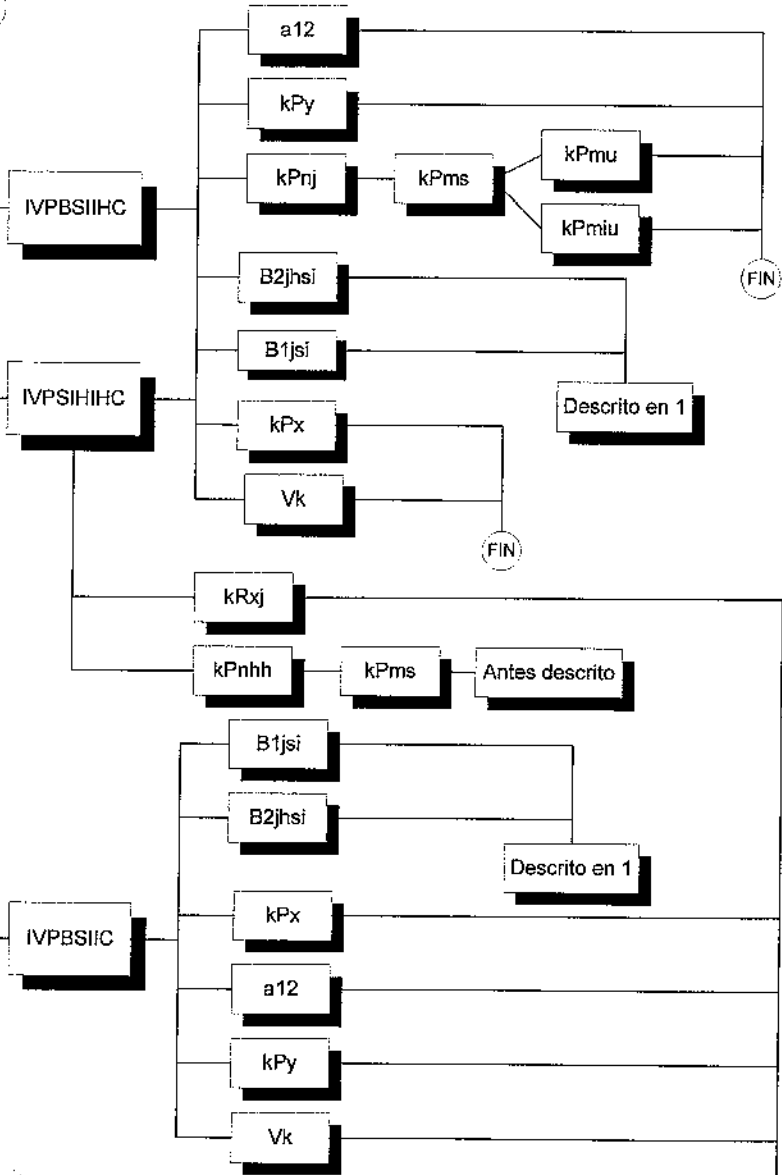 a12
kPy
kPnj
kPms
kPmu
kPmiu
IVPBSIIHC
FIN
B2jhsi
B1jsi
IVPSIHIHC
Descrito en 1
kPx
Vk
FIN
kRxj
kPnhh
kPms
Antes descrito
B1jsi
B2jhsi
Descrito en 1
kPx
IVPBSIIC
a12
kPy
Vk